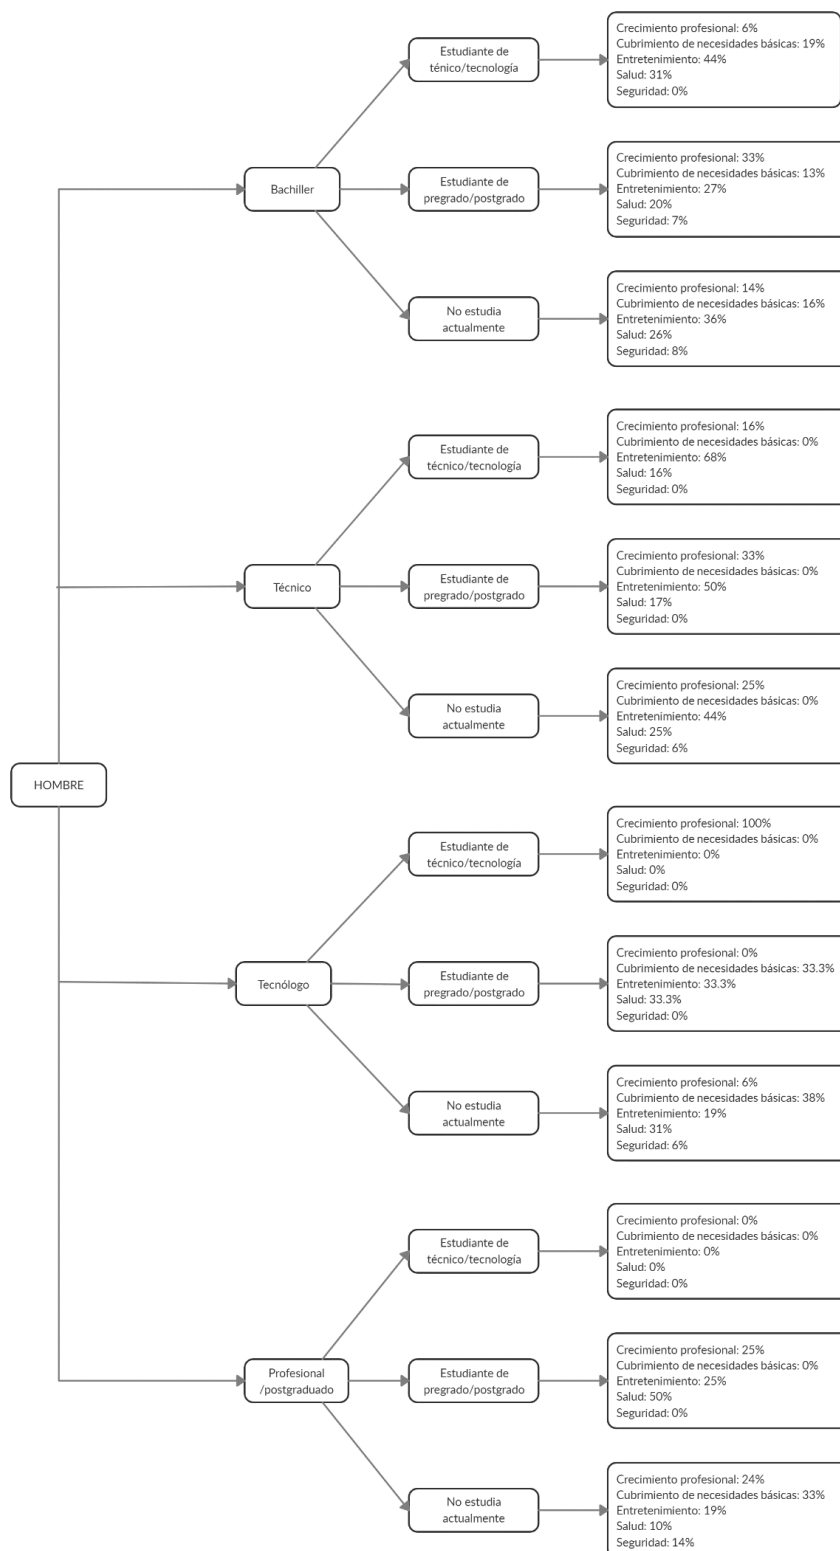 HOMBRE
Bachiller
Estudiante de
ténico/tecnología
Crecimiento profesional: 6%
Cubrimiento de necesidades básicas: 19%
Entretenimiento: 44%
Salud: 31%
Seguridad: 0%
Estudiante de
pregrado/postgrado
Crecimiento profesional: 33%
Cubrimiento de necesidades básicas: 13%
Entretenimiento: 27%
Salud: 20%
Seguridad: 7%
No estudia
actualmente
Crecimiento profesional: 14%
Cubrimiento de necesidades básicas: 16%
Entretenimiento: 36%
Salud: 26%
Seguridad: 8%
Técnico
Estudiante de
técnico/tecnología
Crecimiento profesional: 16%
Cubrimiento de necesidades básicas: 0%
Entretenimiento: 68%
Salud: 16%
Seguridad: 0%
Estudiante de
pregrado/postgrado
Crecimiento profesional: 33%
Cubrimiento de necesidades básicas: 0%
Entretenimiento: 50%
Salud: 17%
Seguridad: 0%
No estudia
actualmente
Crecimiento profesional: 25%
Cubrimiento de necesidades básicas: 0%
Entretenimiento: 44%
Salud: 25%
Seguridad: 6%
Tecnólogo
Estudiante de
técnico/tecnología
Crecimiento profesional: 100%
Cubrimiento de necesidades básicas: 0%
Entretenimiento: 0%
Salud: 0%
Seguridad: 0%
Estudiante de
pregrado/postgrado
Crecimiento profesional: 0%
Cubrimiento de necesidades básicas: 33.3%
Entretenimiento: 33.3%
Salud: 33.3%
Seguridad: 0%
No estudia
actualmente
Crecimiento profesional: 6%
Cubrimiento de necesidades básicas: 38%
Entretenimiento: 19%
Salud: 31%
Seguridad: 6%
Profesional
/postgraduado
Estudiante de
técnico/tecnología
Crecimiento profesional: 0%
Cubrimiento de necesidades básicas: 0%
Entretenimiento: 0%
Salud: 0%
Seguridad: 0%
Estudiante de
pregrado/postgrado
Crecimiento profesional: 25%
Cubrimiento de necesidades básicas: 0%
Entretenimiento: 25%
Salud: 50%
Seguridad: 0%
No estudia
actualmente
Crecimiento profesional: 24%
Cubrimiento de necesidades básicas: 33%
Entretenimiento: 19%
Salud: 10%
Seguridad: 14%